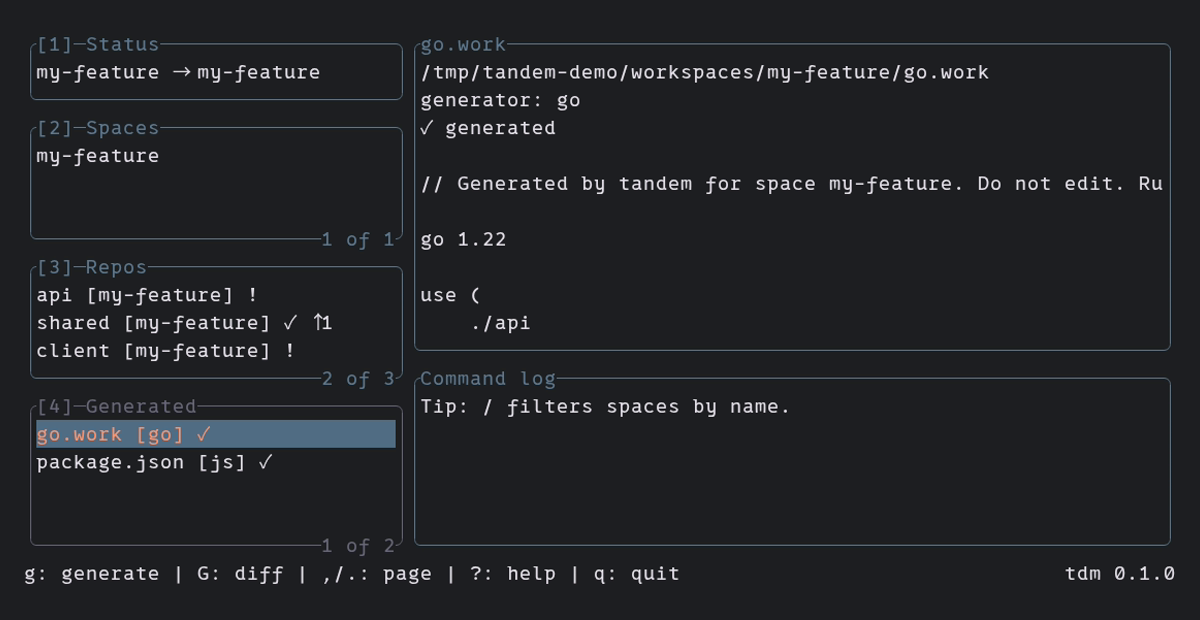 [1]─Status
my-feature → my-feature
[2]─Spaces
my-feature
1 of 1
[3]─Repos
api [my-feature] !
shared [my-feature] ✓ ↑1
client [my-feature] !
2 of 3
[4]─Generated
go.work [go] ✓
package.json [js] ✓
1 of 2
go.work
/tmp/tandem-demo/workspaces/my-feature/go.work
generator: go
✓ generated
// Generated by tandem for space my-feature. Do not edit. Ru
go 1.22
use (
    ./api
Command log
Tip: / filters spaces by name.
g: generate | G: diff | ,/.: page | ?: help | q: quit
tdm 0.1.0